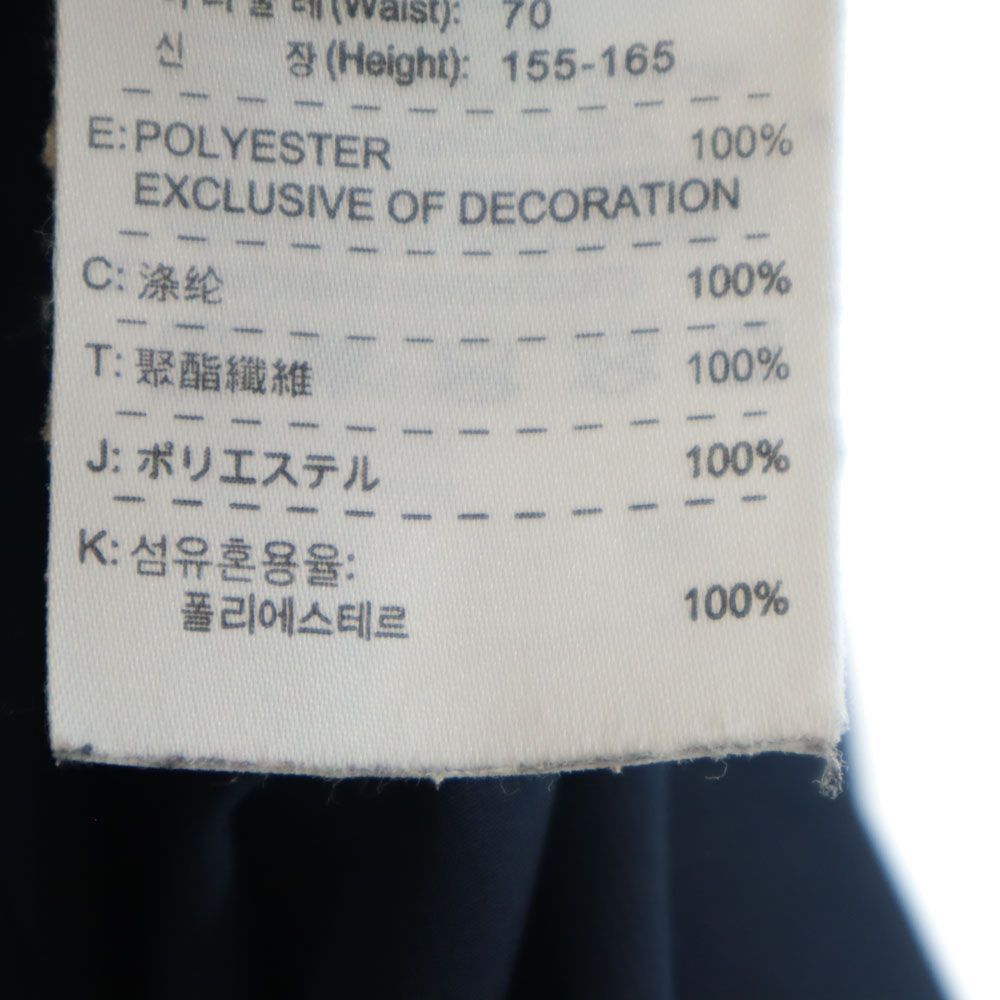 (Waist): 70
신 장 (Height): 155-165
E: POLYESTER 100%
EXCLUSIVE OF DECORATION
C: 涤纶 100%
T: 聚酯纖維 100%
J: ポリエステル 100%
K: 섬유혼용율:
폴리에스테르 100%